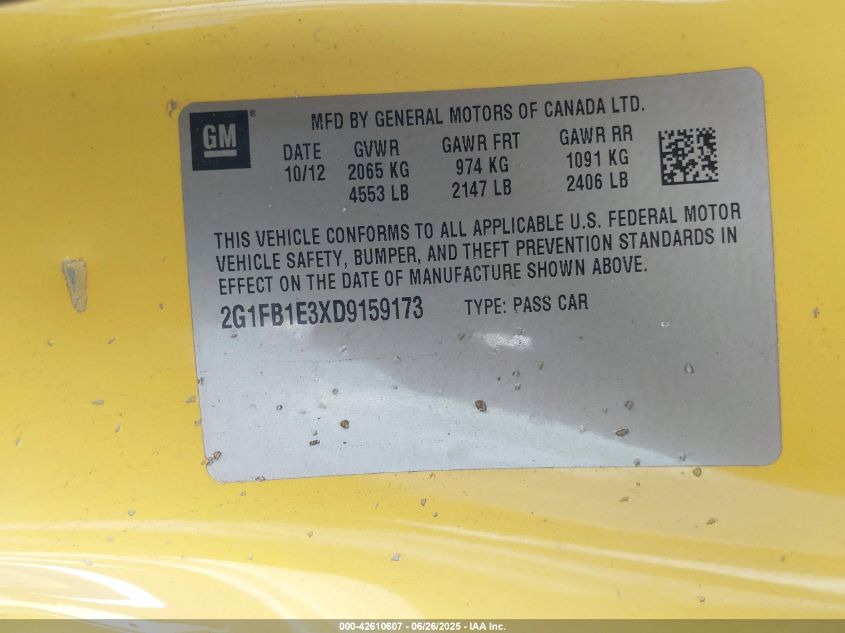 GM®
MFD BY GENERAL MOTORS OF CANADA LTD.
DATE GVWR GAWR FRT GAWR RR
10/12 2065 KG 974 KG 1091 KG
4553 LB 2147 LB 2406 LB
THIS VEHICLE CONFORMS TO ALL APPLICABLE U.S. FEDERAL MOTOR
VEHICLE SAFETY, BUMPER, AND THEFT PREVENTION STANDARDS IN
EFFECT ON THE DATE OF MANUFACTURE SHOWN ABOVE.
2G1FB1E3XD9159173 TYPE: PASS CAR
000-42610607 - 06/26/2025 - IAA Inc.